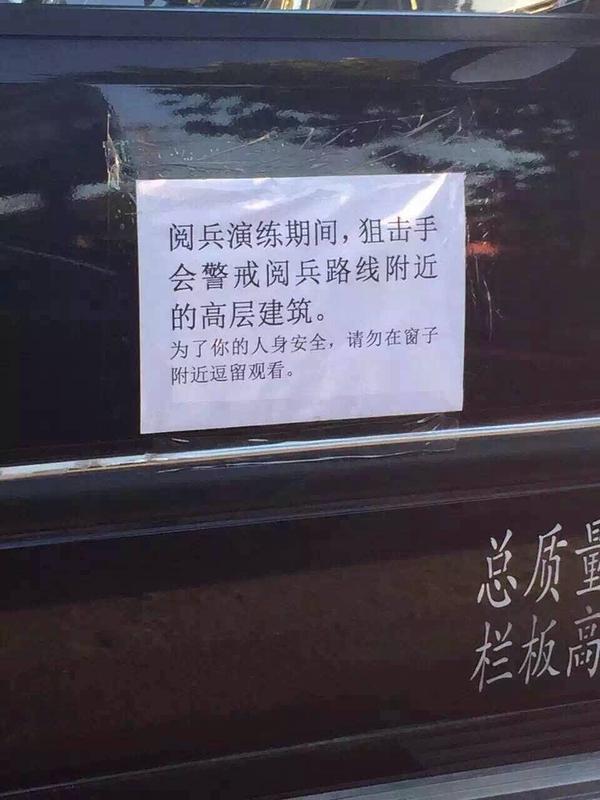 阅兵演练期间，狙击手
会警戒阅兵路线附近
的高层建筑。
为了你的人身安全，请勿在窗子
附近逗留观看。
总质量
栏板高